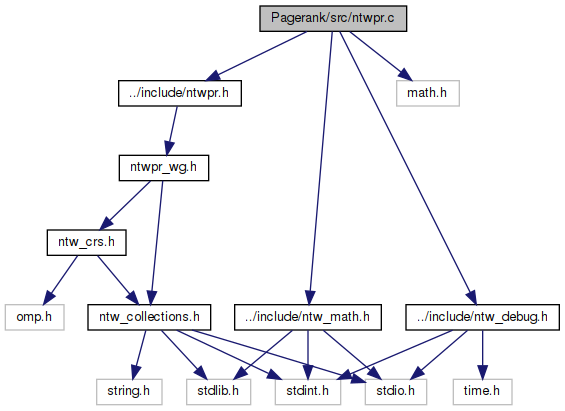 Pagerank/src/ntwpr.c
../include/ntwpr.h
math.h
ntwpr_wg.h
ntw_crs.h
omp.h
ntw_collections.h
../include/ntw_math.h
../include/ntw_debug.h
string.h
stdlib.h
stdint.h
stdio.h
time.h